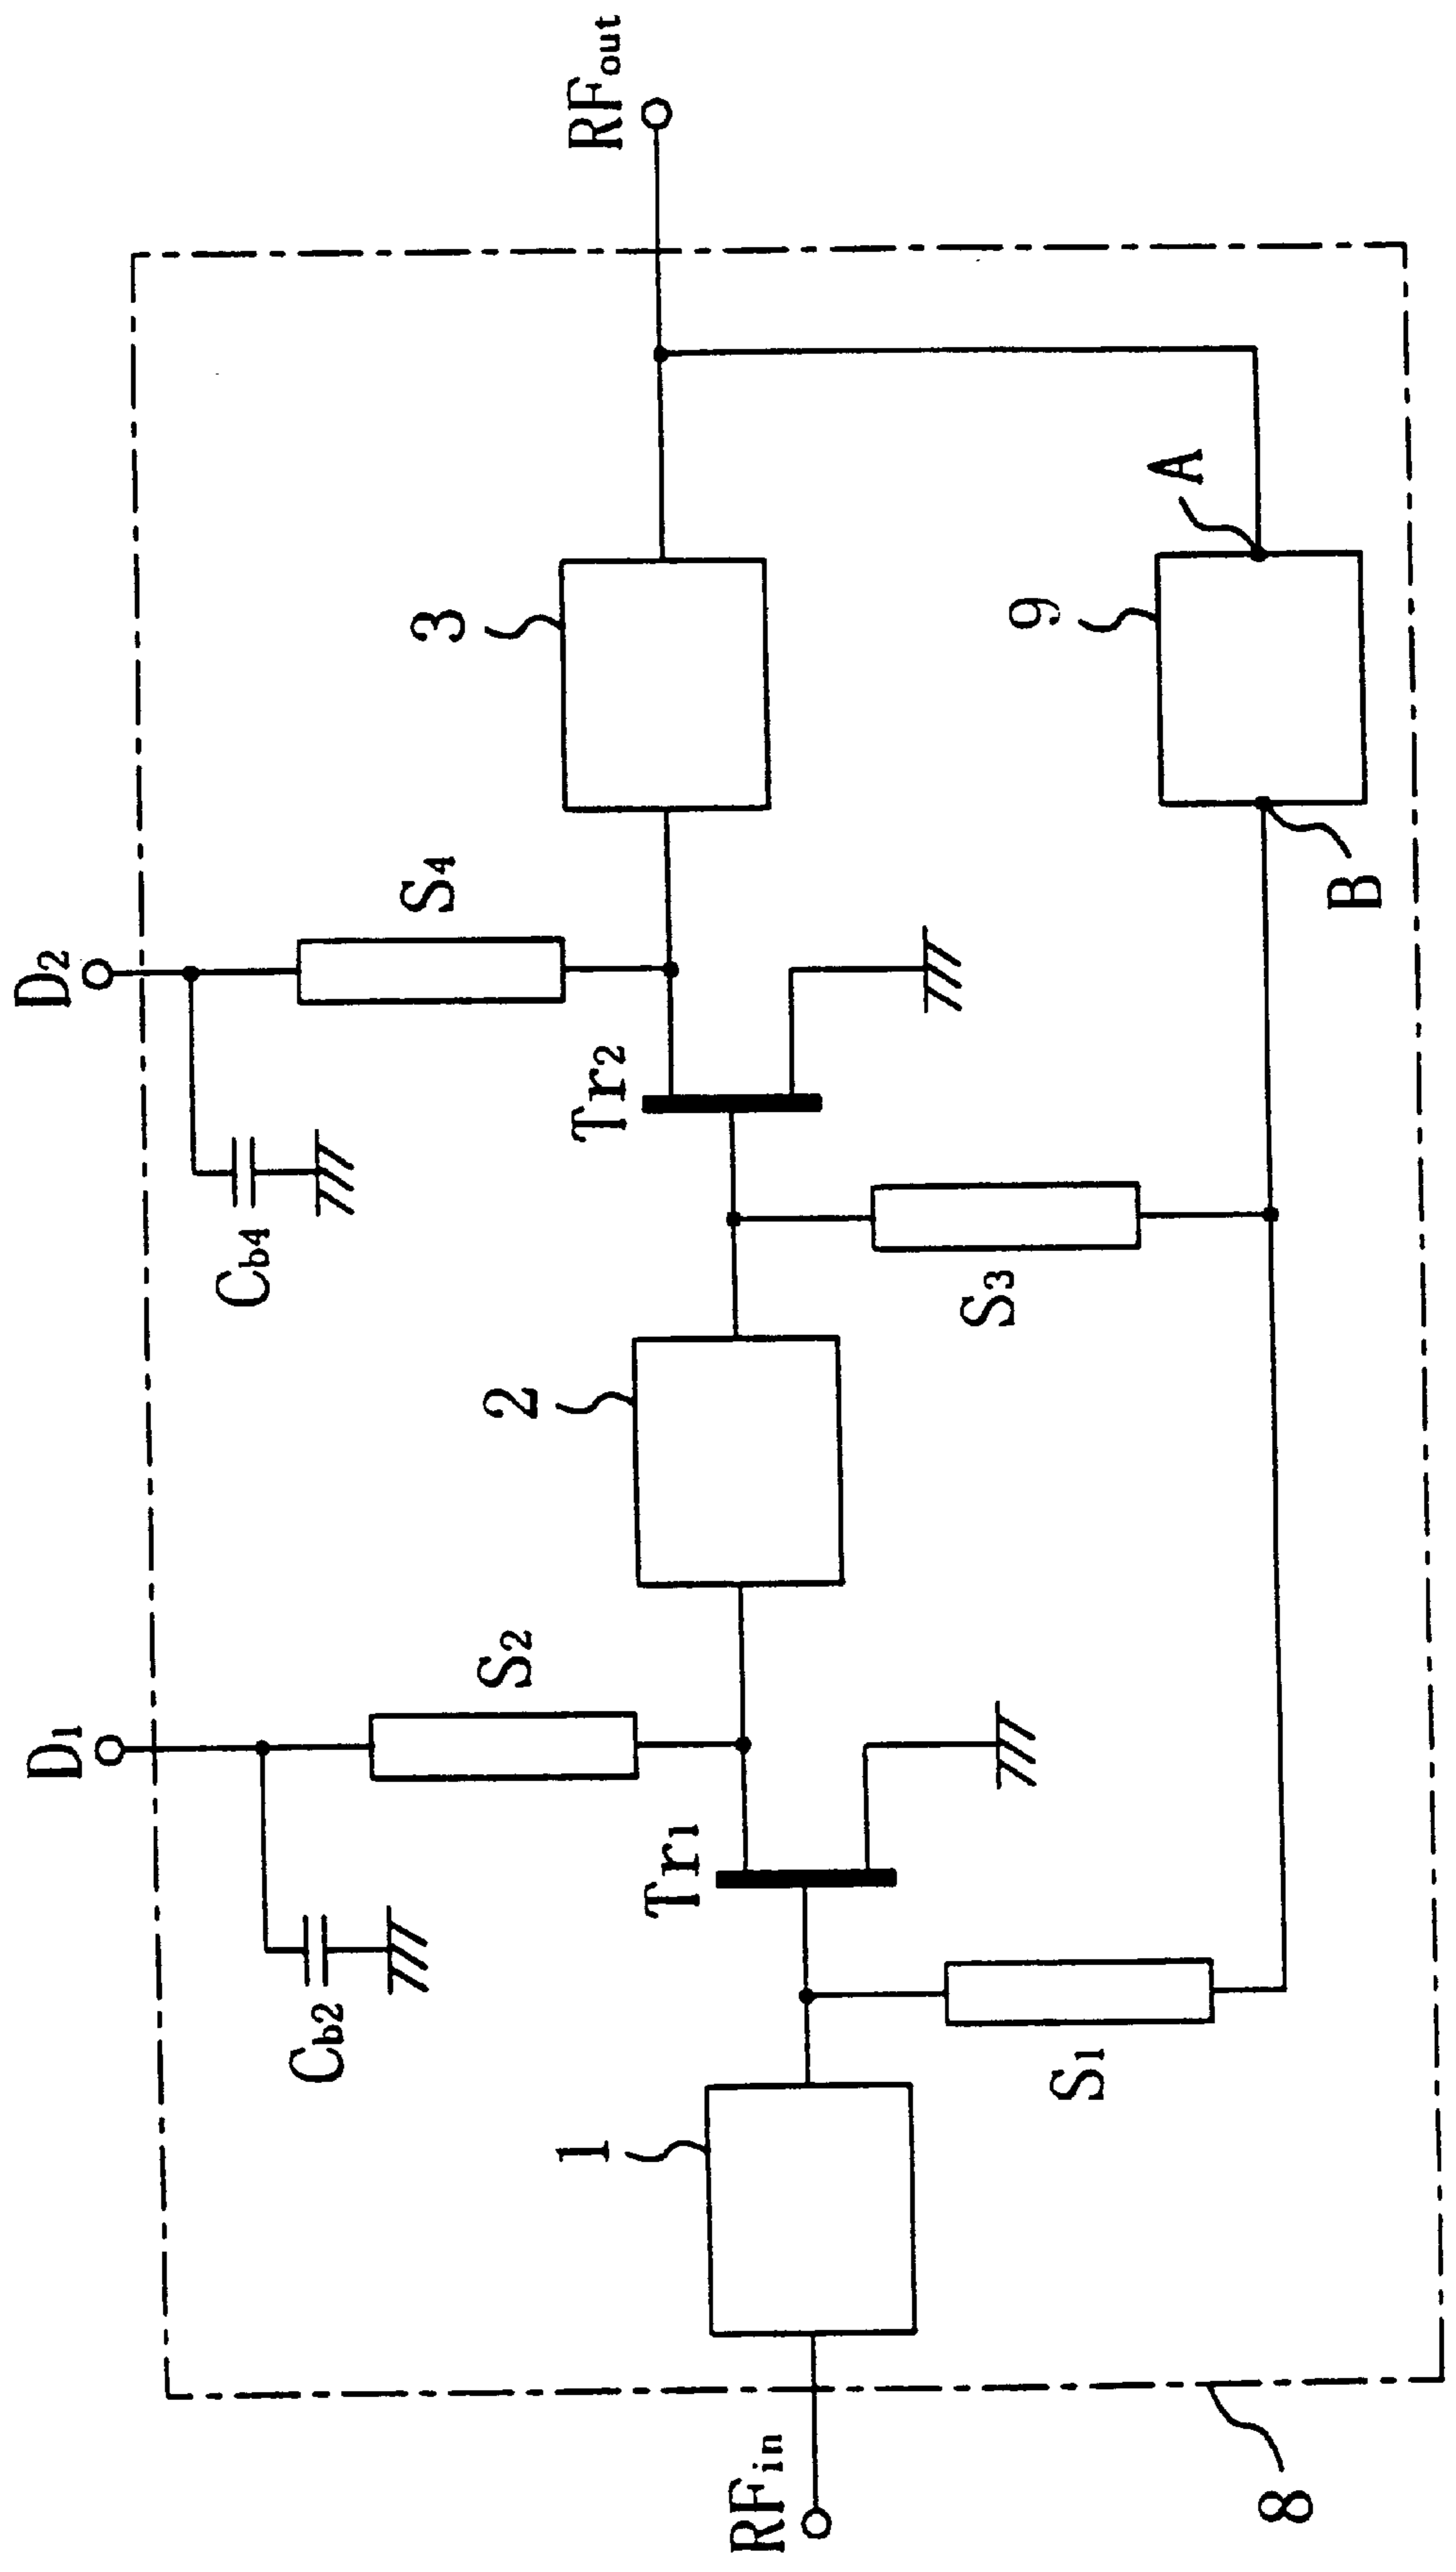 D₁
D₂
Cb2
S₂
Cb4
S₄
RFout
Tr₁
Tr₂
3
1
2
RFin
S₁
S₃
9
A
B
8